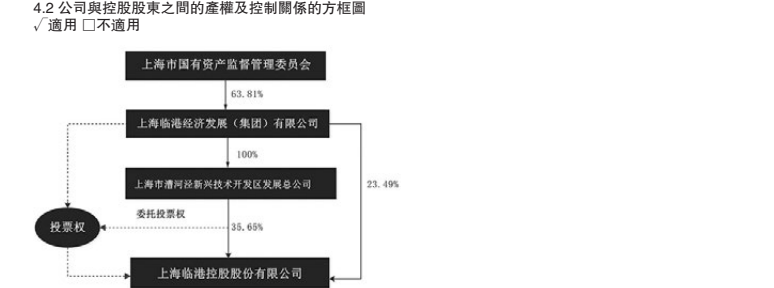 4.2 公司與控股股東之間的產權及控制關係的方框圖
√適用 □不適用
上海市国有资产监督管理委员会
63.81%
上海临港经济发展（集团）有限公司
100%
上海市漕河泾新兴技术开发区发展总公司
23.49%
委托投票权
投票权
35.65%
上海临港控股股份有限公司